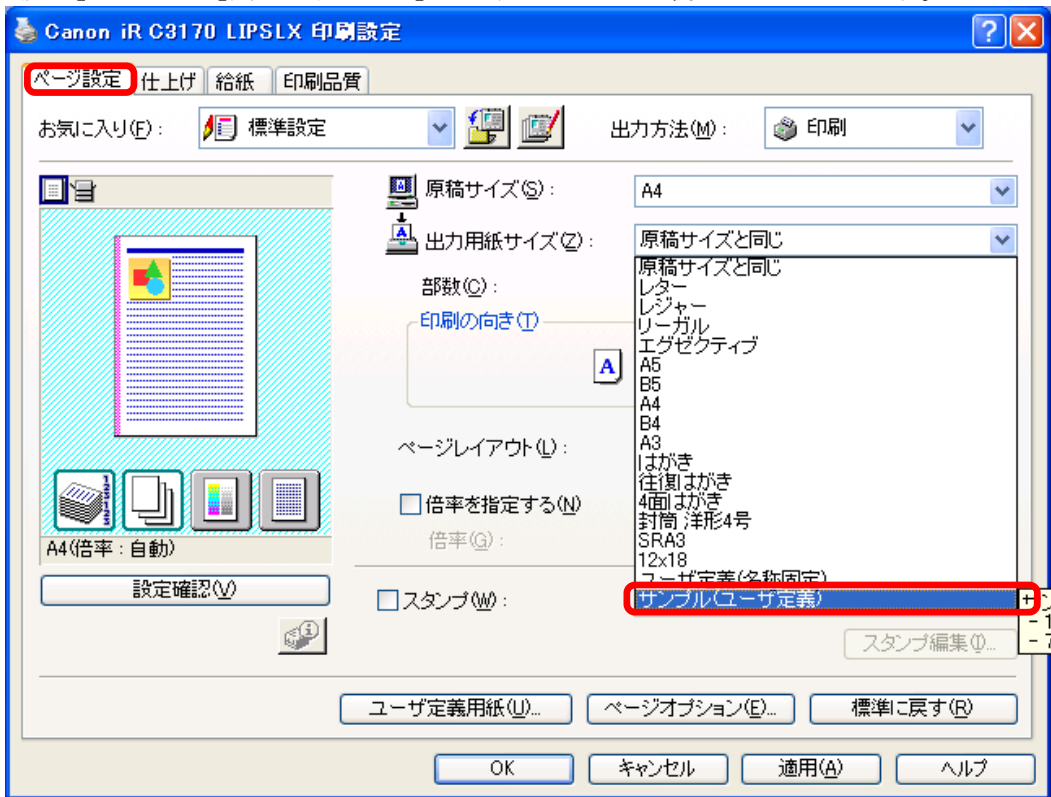 Canon iR C3170 LIPSLX 印刷設定
ページ設定 仕上げ 給紙 印刷品質
お気に入り(F): 標準設定 出力方法(M): 印刷
原稿サイズ(S): A4
出力用紙サイズ(Z): 原稿サイズと同じ
原稿サイズと同じ
レター
レジャー
リーガル
エグゼクティブ
A5
B5
A4
B4
A3
はがき
往復はがき
4面はがき
封筒 洋形4号
SRA3
12x18
ユーザ定義(名称固定)
サンプル(ユーザ定義)
部数(C):
印刷の向き(T)
A
ページレイアウト(L):
倍率を指定する(N)
倍率(G):
A4(倍率:自動)
設定確認(V)
スタンプ(W):
スタンプ編集(I)...
ユーザ定義用紙(U)... ページオプション(E)... 標準に戻す(R)
OK キャンセル 適用(A) ヘルプ